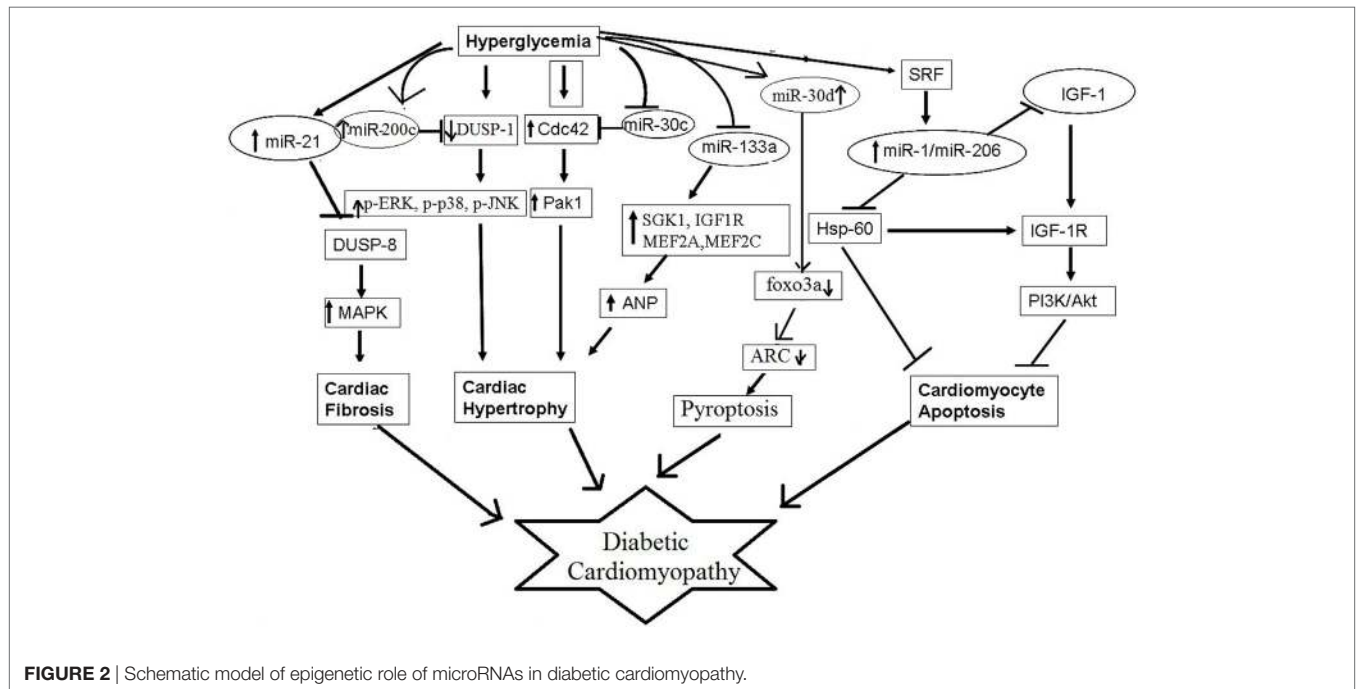 Hyperglycemia
SRF
IGF-1
miR-30d↑
↑ miR-21
↑miR-200c
↓DUSP-1
↑Cdc42
miR-30c
miR-133a
↑ miR-1/miR-206
↑p-ERK, p-p38, p-JNK
↑Pak1
↑ SGK1, IGF1R
MEF2A,MEF2C
Hsp-60
IGF-1R
DUSP-8
foxo3a↓
↑ MAPK
↑ ANP
PI3K/Akt
ARC↓
Cardiac
Fibrosis
Cardiac
Hypertrophy
Pyroptosis
Cardiomyocyte
Apoptosis
Diabetic
Cardiomyopathy
FIGURE 2 | Schematic model of epigenetic role of microRNAs in diabetic cardiomyopathy.